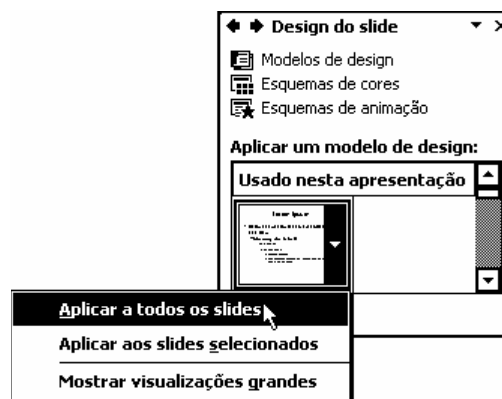 Design do slide
Modelos de design
Esquemas de cores
Esquemas de animação
Aplicar um modelo de design:
Usado nesta apresentação
Aplicar a todos os slides
Aplicar aos slides selecionados
Mostrar visualizações grandes